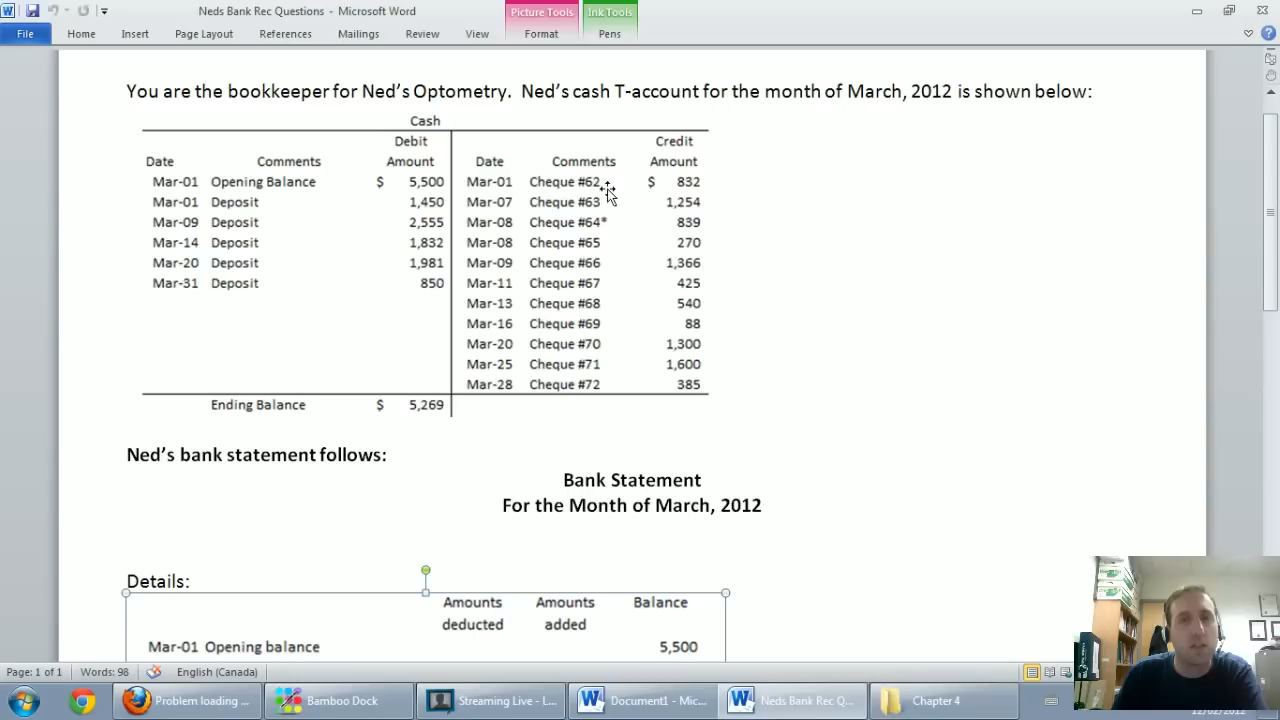 Neds Bank Rec Questions - Microsoft Word
Picture Tools
Ink Tools
File Home Insert Page Layout References Mailings Review View Format Pens
You are the bookkeeper for Ned's Optometry. Ned's cash T-account for the month of March, 2012 is shown below:
Cash
Debit Credit
Date Comments Amount Date Comments Amount
Mar-01 Opening Balance $ 5,500 Mar-01 Cheque #62 $ 832
Mar-01 Deposit 1,450 Mar-07 Cheque #63 1,254
Mar-09 Deposit 2,555 Mar-08 Cheque #64* 839
Mar-14 Deposit 1,832 Mar-08 Cheque #65 270
Mar-20 Deposit 1,981 Mar-09 Cheque #66 1,366
Mar-31 Deposit 850 Mar-11 Cheque #67 425
Mar-13 Cheque #68 540
Mar-16 Cheque #69 88
Mar-20 Cheque #70 1,300
Mar-25 Cheque #71 1,600
Mar-28 Cheque #72 385
Ending Balance $ 5,269
Ned's bank statement follows:
Bank Statement
For the Month of March, 2012
Details:
Amounts Amounts Balance
deducted added
Mar-01 Opening balance 5,500
Page: 1 of 1 Words: 98 English (Canada)
Problem loading ... Bamboo Dock Streaming Live - L... Document1 - Mic... Neds Bank Rec Q... Chapter 4